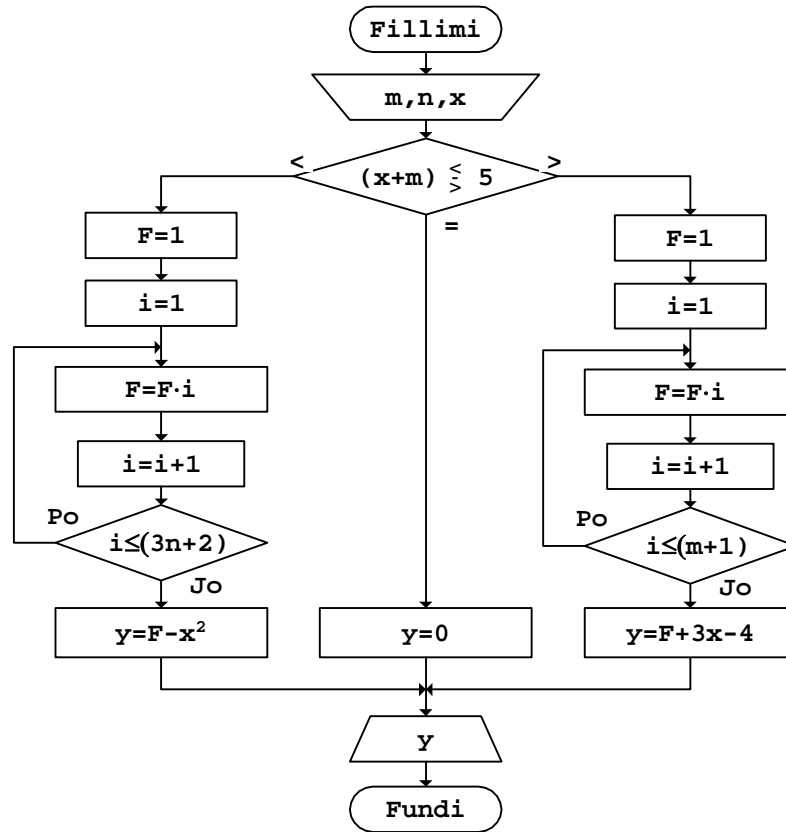 Fillimi
m,n,x
(x+m) <=> 5
<
>
=
F=1
i=1
F=F·i
i=i+1
i≤(3n+2)
Po
Jo
y=F-x²
y=0
F=1
i=1
F=F·i
i=i+1
i≤(m+1)
Po
Jo
y=F+3x-4
y
Fundi